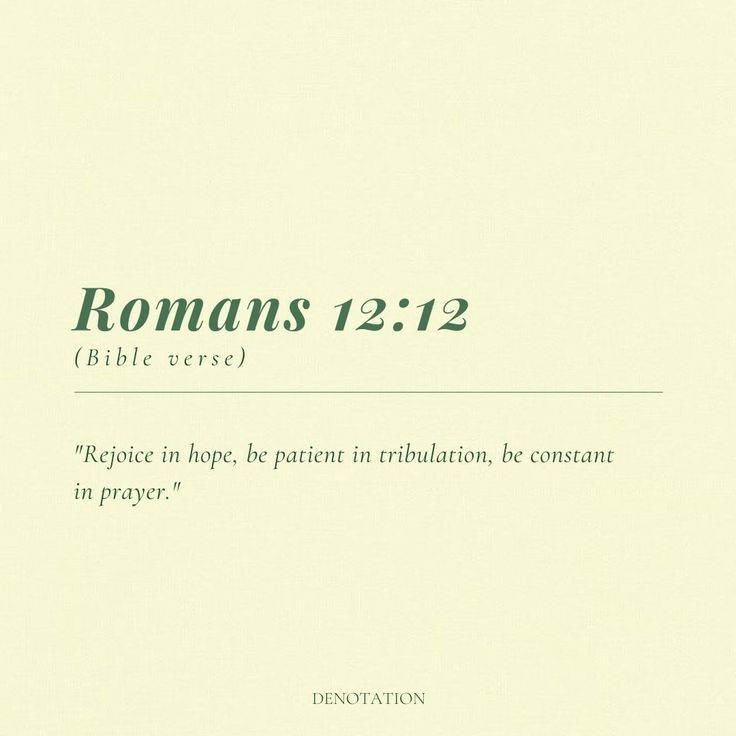 Romans 12:12
(Bible verse)
"Rejoice in hope, be patient in tribulation, be constant
in prayer."
DENOTATION